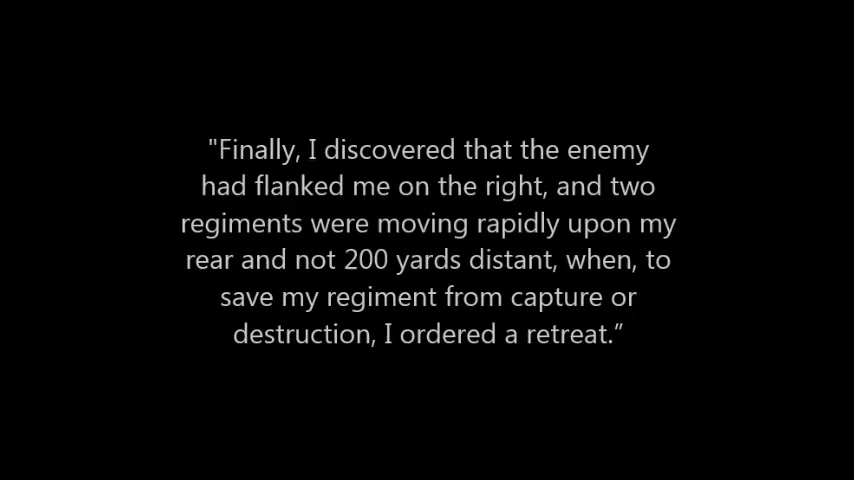 "Finally, I discovered that the enemy
had flanked me on the right, and two
regiments were moving rapidly upon my
rear and not 200 yards distant, when, to
save my regiment from capture or
destruction, I ordered a retreat.”